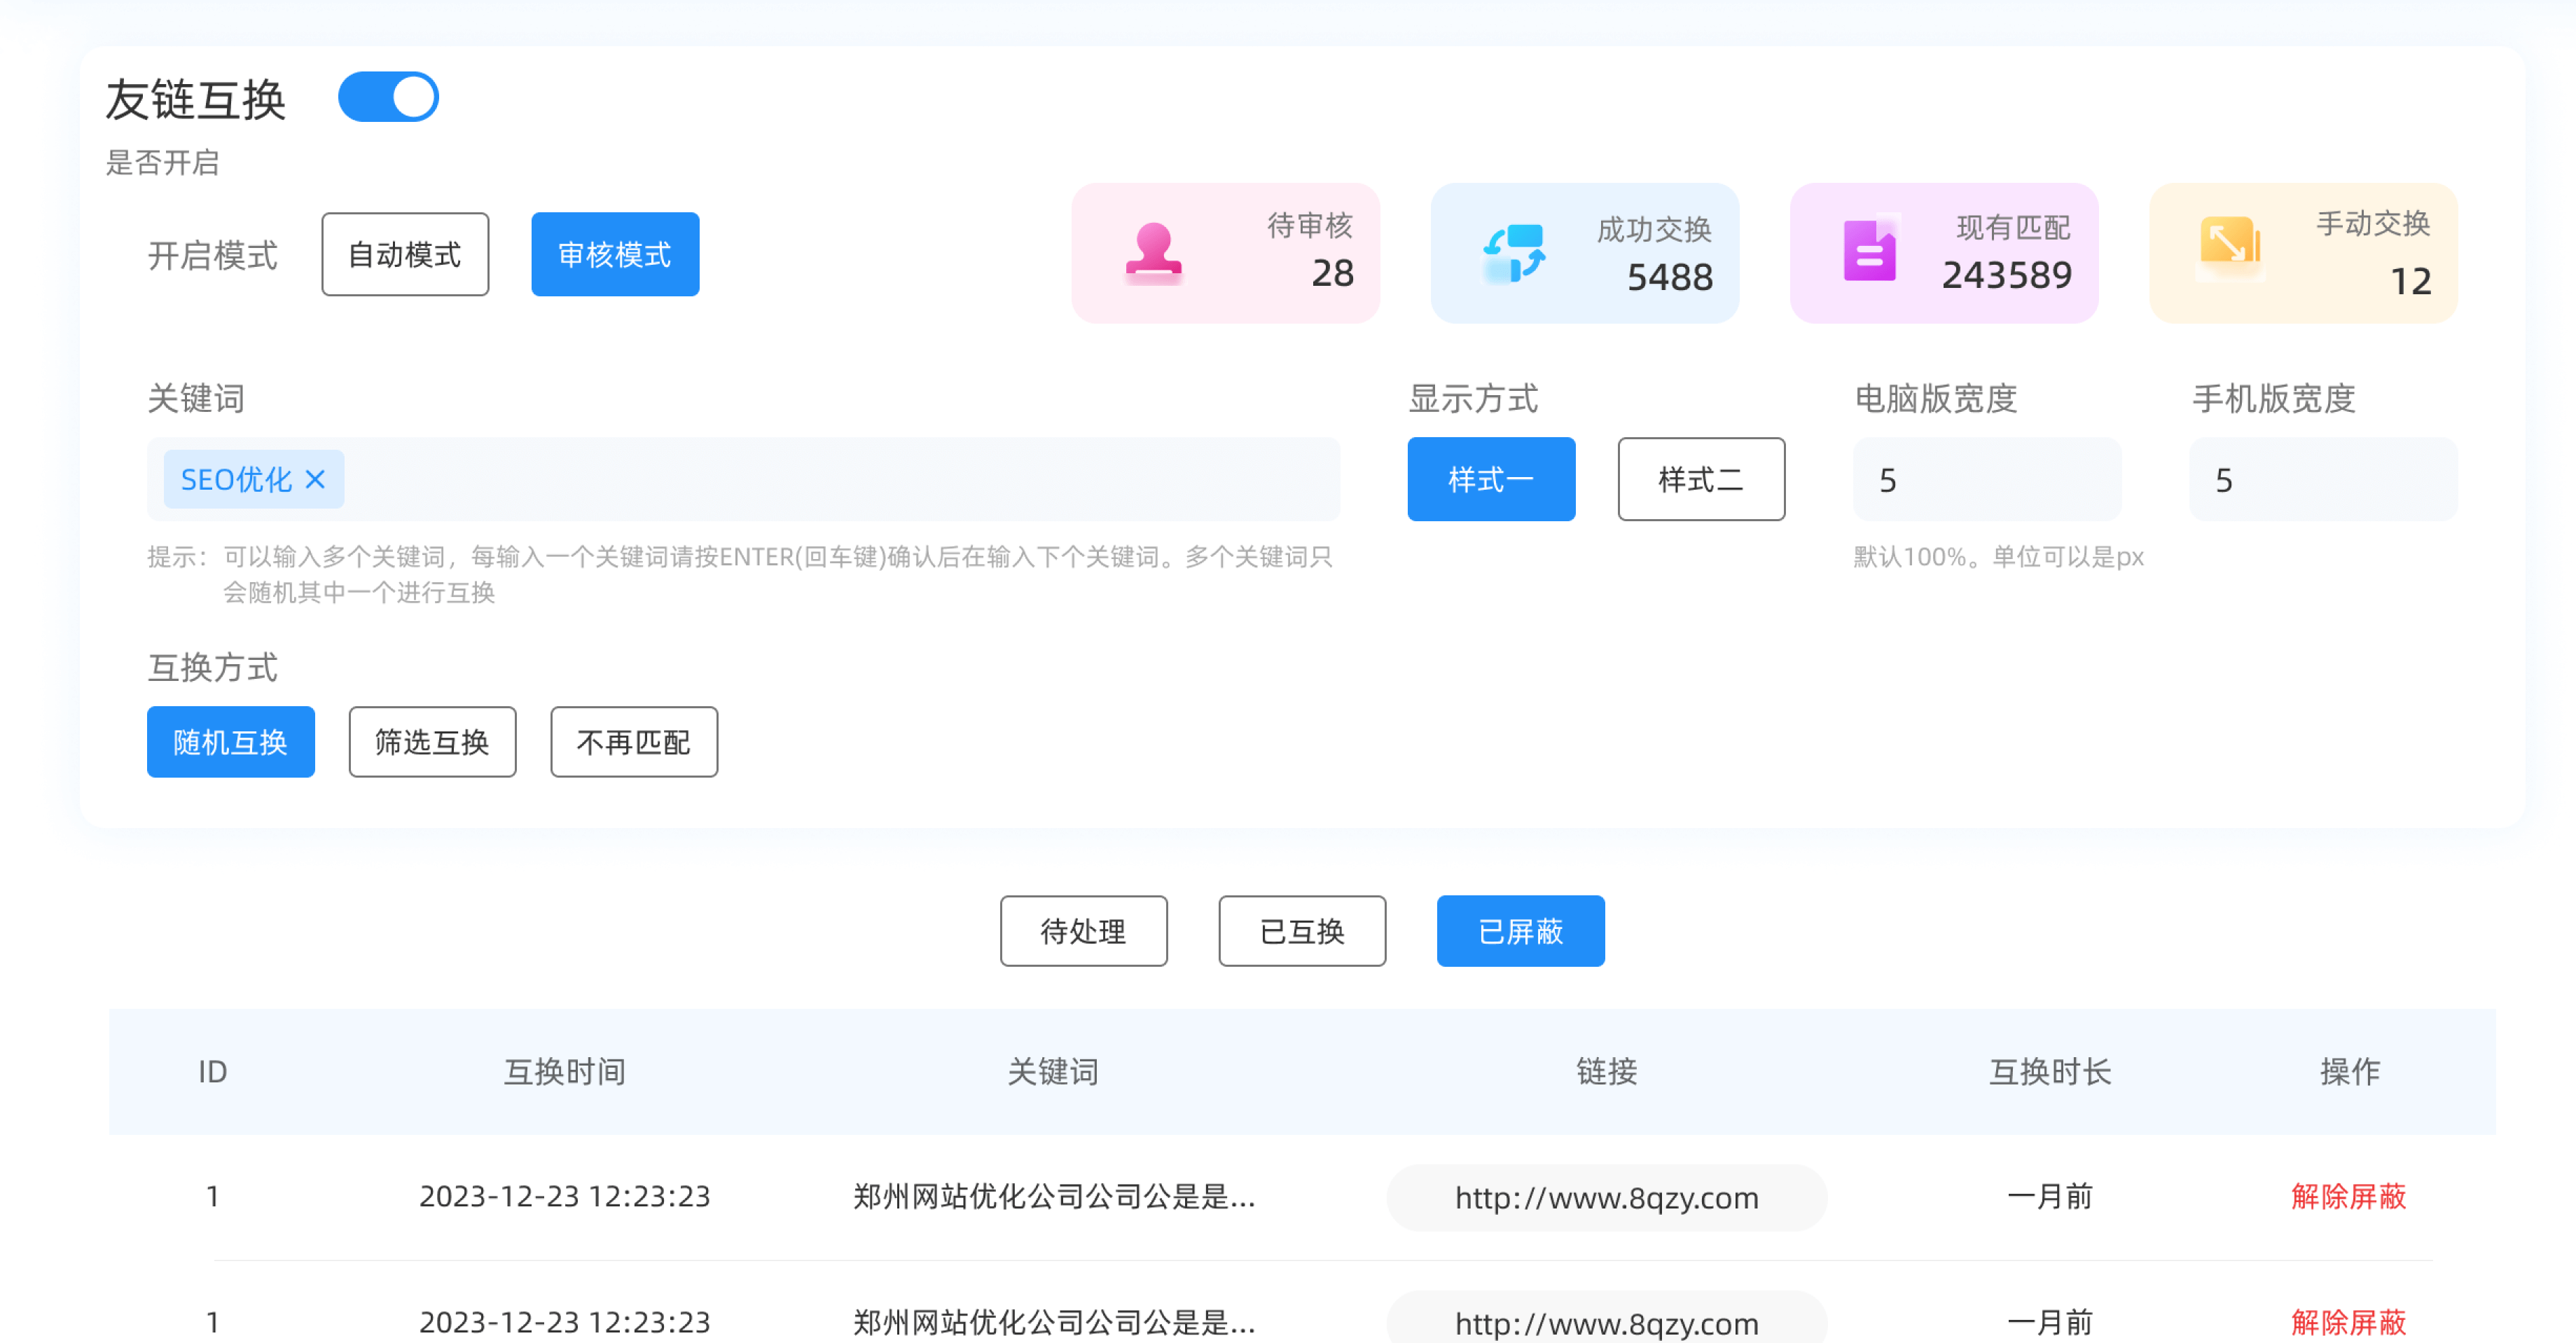 友链互换
是否开启
开启模式 自动模式 审核模式
待审核
28
成功交换
5488
现有匹配
243589
手动交换
12
关键词
SEO优化 ×
提示：可以输入多个关键词，每输入一个关键词请按ENTER(回车键)确认后在输入下个关键词。多个关键词只
会随机其中一个进行互换
显示方式
样式一 样式二
电脑版宽度
5
默认100%。单位可以是px
手机版宽度
5
互换方式
随机互换 筛选互换 不再匹配
待处理 已互换 已屏蔽
ID 互换时间 关键词 链接 互换时长 操作
1 2023-12-23 12:23:23 郑州网站优化公司公司公是是... http://www.8qzy.com 一月前 解除屏蔽
1 2023-12-23 12:23:23 郑州网站优化公司公司公是是... http://www.8qzy.com 一月前 解除屏蔽